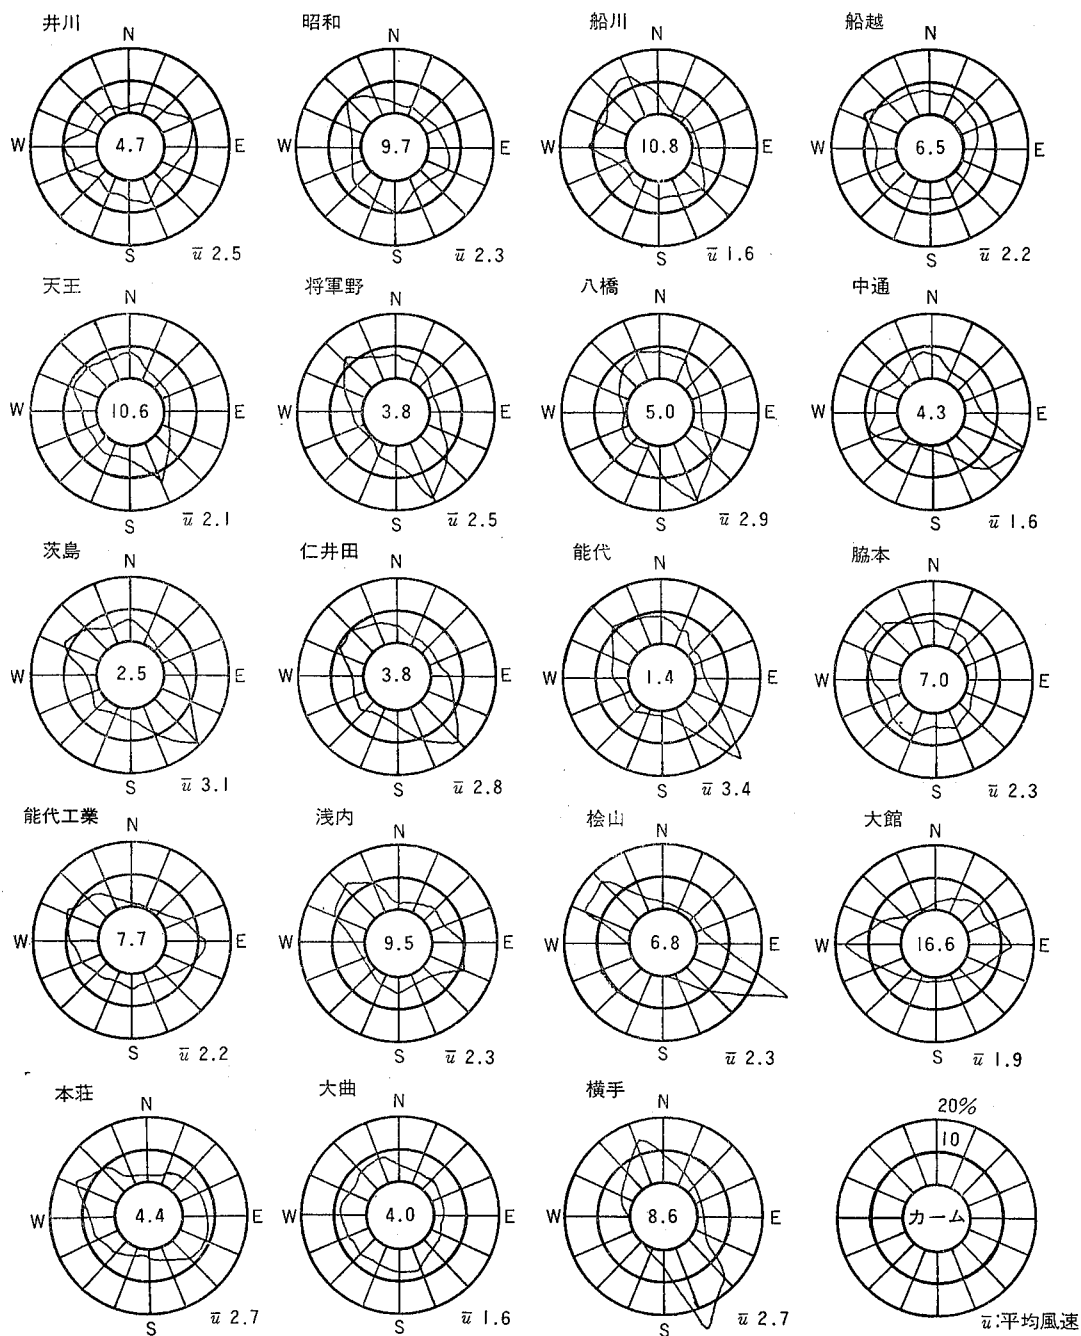 井川 昭和 船川 船越
N N N N
W 4.7 E W 9.7 E W 10.8 E W 6.5 E
S S S S
u̅ 2.5 u̅ 2.3 u̅ 1.6 u̅ 2.2
天王 将軍野 八橋 中通
N N N N
W 10.6 E W 3.8 E W 5.0 E W 4.3 E
S S S S
u̅ 2.1 u̅ 2.5 u̅ 2.9 u̅ 1.6
茨島 仁井田 能代 脇本
N N N N
W 2.5 E W 3.8 E W 1.4 E W 7.0 E
S S S S
u̅ 3.1 u̅ 2.8 u̅ 3.4 u̅ 2.3
能代工業 浅内 桧山 大館
N N N N
W 7.7 E W 9.5 E W 6.8 E W 16.6 E
S S S S
u̅ 2.2 u̅ 2.3 u̅ 2.3 u̅ 1.9
本荘 大曲 横手
N N N 20%
10
W 4.4 E W 4.0 E W 8.6 E カーム
S S S
u̅ 2.7 u̅ 1.6 u̅ 2.7 u̅:平均風速